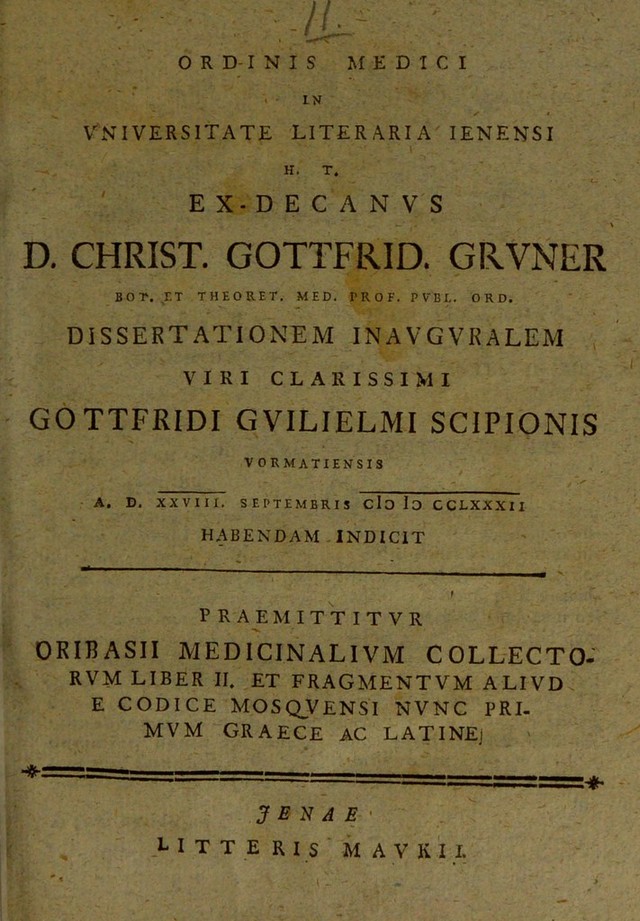 11.
ORDINIS MEDICI
IN
VNIVERSITATE LITERARIA IENENSI
H. T.
EX-DECANVS
D. CHRIST. GOTTFRID. GRVNER
BOT. ET THEORET. MED. PROF. PVBL. ORD.
DISSERTATIONEM INAVGVRALEM
VIRI CLARISSIMI
GOTTFRIDI GVILIELMI SCIPIONIS
VORMATIENSIS
A. D. XXVIII. SEPTEMBRIS CIƆ IƆ CCLXXXII
HABENDAM INDICIT
PRAEMITTITVR
ORIBASII MEDICINALIVM COLLECTO-
RVM LIBER II. ET FRAGMENTVM ALIVD
E CODICE MOSQVENSI NVNC PRI-
MVM GRAECE AC LATINE
JENAE
LITTERIS MAVKII.